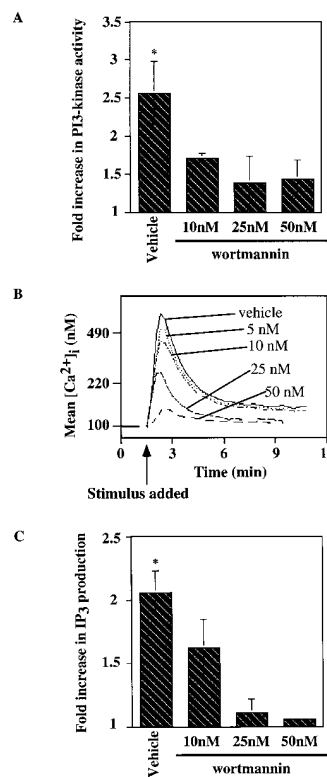 A
Fold increase in PI3-kinase activity
3.5
3
2.5
2
1.5
1
*
Vehicle
10nM 25nM 50nM
wortmannin
B
Mean [Ca2+]i (nM)
490
220
100
vehicle
5 nM
10 nM
25 nM
50 nM
0 3 6 9 1
Time (min)
Stimulus added
C
Fold increase in IP3 production
2.5
2
1.5
1
*
Vehicle
10nM 25nM 50nM
wortmannin